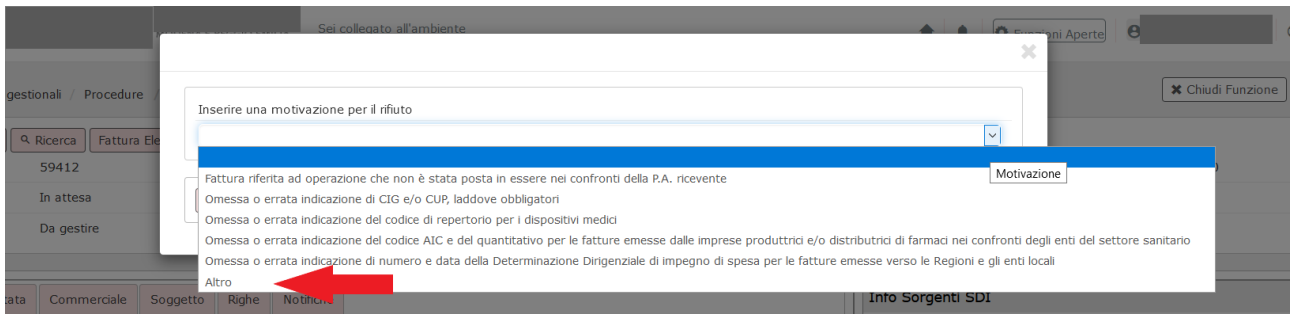 Sei collegato all'ambiente
Funzioni Aperte
gestionali / Procedure /
Chiudi Funzione
Inserire una motivazione per il rifiuto
Ricerca
Fattura Ele
59412
Motivazione
Fattura riferita ad operazione che non è stata posta in essere nei confronti della P.A. ricevente
In attesa
Omessa o errata indicazione di CIG e/o CUP, laddove obbligatori
Omessa o errata indicazione del codice di repertorio per i dispositivi medici
Da gestire
Omessa o errata indicazione del codice AIC e del quantitativo per le fatture emesse dalle imprese produttrici e/o distributrici di farmaci nei confronti degli enti del settore sanitario
Omessa o errata indicazione di numero e data della Determinazione Dirigenziale di impegno di spesa per le fatture emesse verso le Regioni e gli enti locali
Altro
Commerciale
Soggetto
Righe
Notifiche
Info Sorgenti SDI